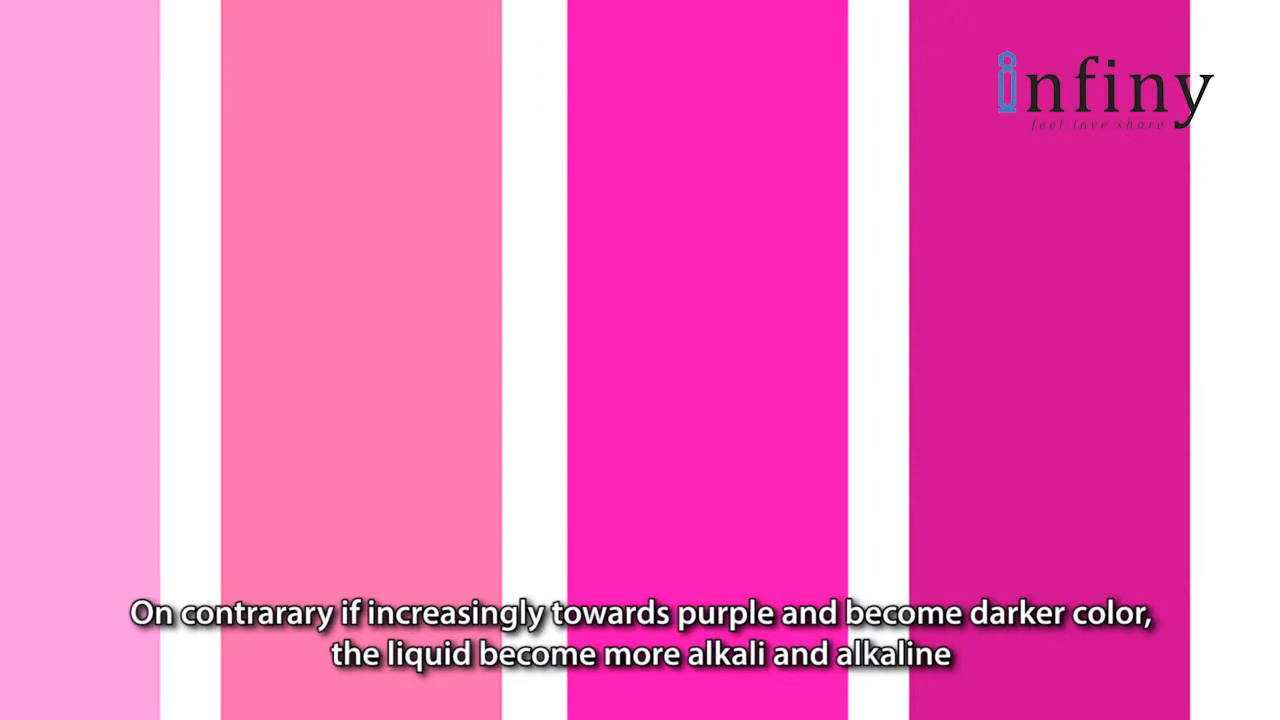 infiny
feel love share
On contrarary if increasingly towards purple and become darker color,
the liquid become more alkali and alkaline